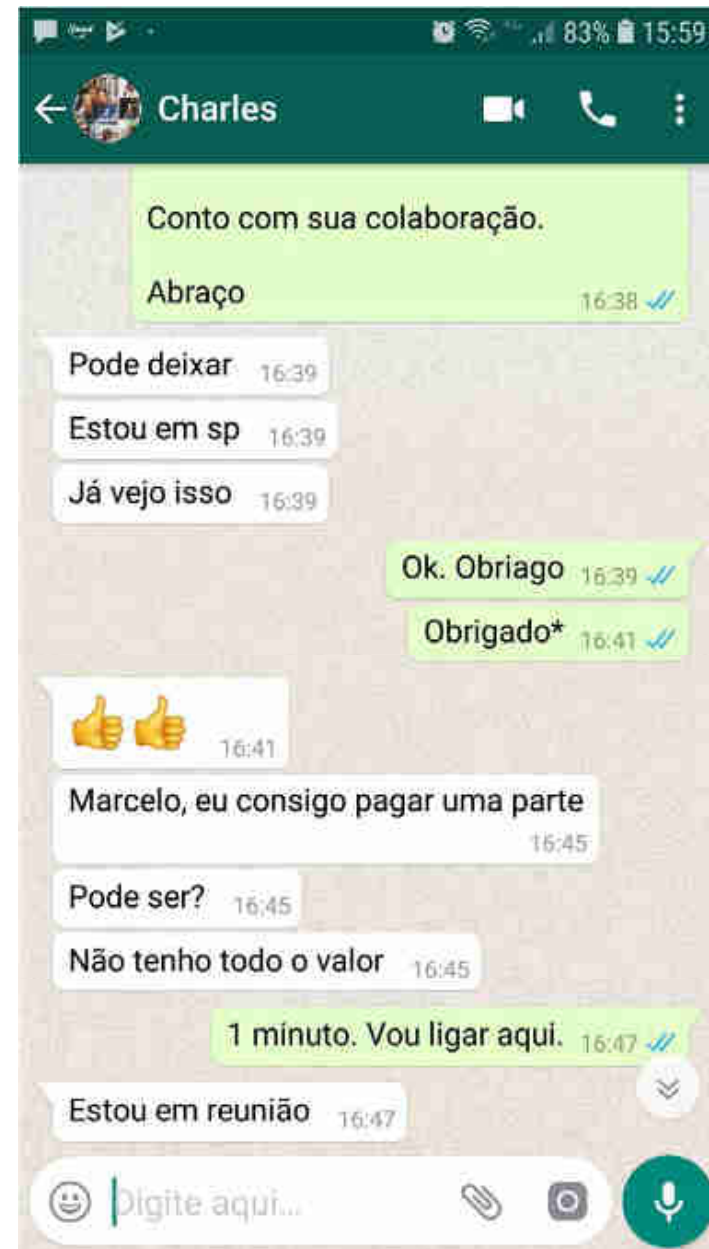 83% 15:59
Charles
Conto com sua colaboração.
Abraço 16:38
Pode deixar 16:39
Estou em sp 16:39
Já vejo isso 16:39
Ok. Obriago 16:39
Obrigado* 16:41
16:41
Marcelo, eu consigo pagar uma parte
16:45
Pode ser? 16:45
Não tenho todo o valor 16:45
1 minuto. Vou ligar aqui. 16:47
Estou em reunião 16:47
Digite aqui...